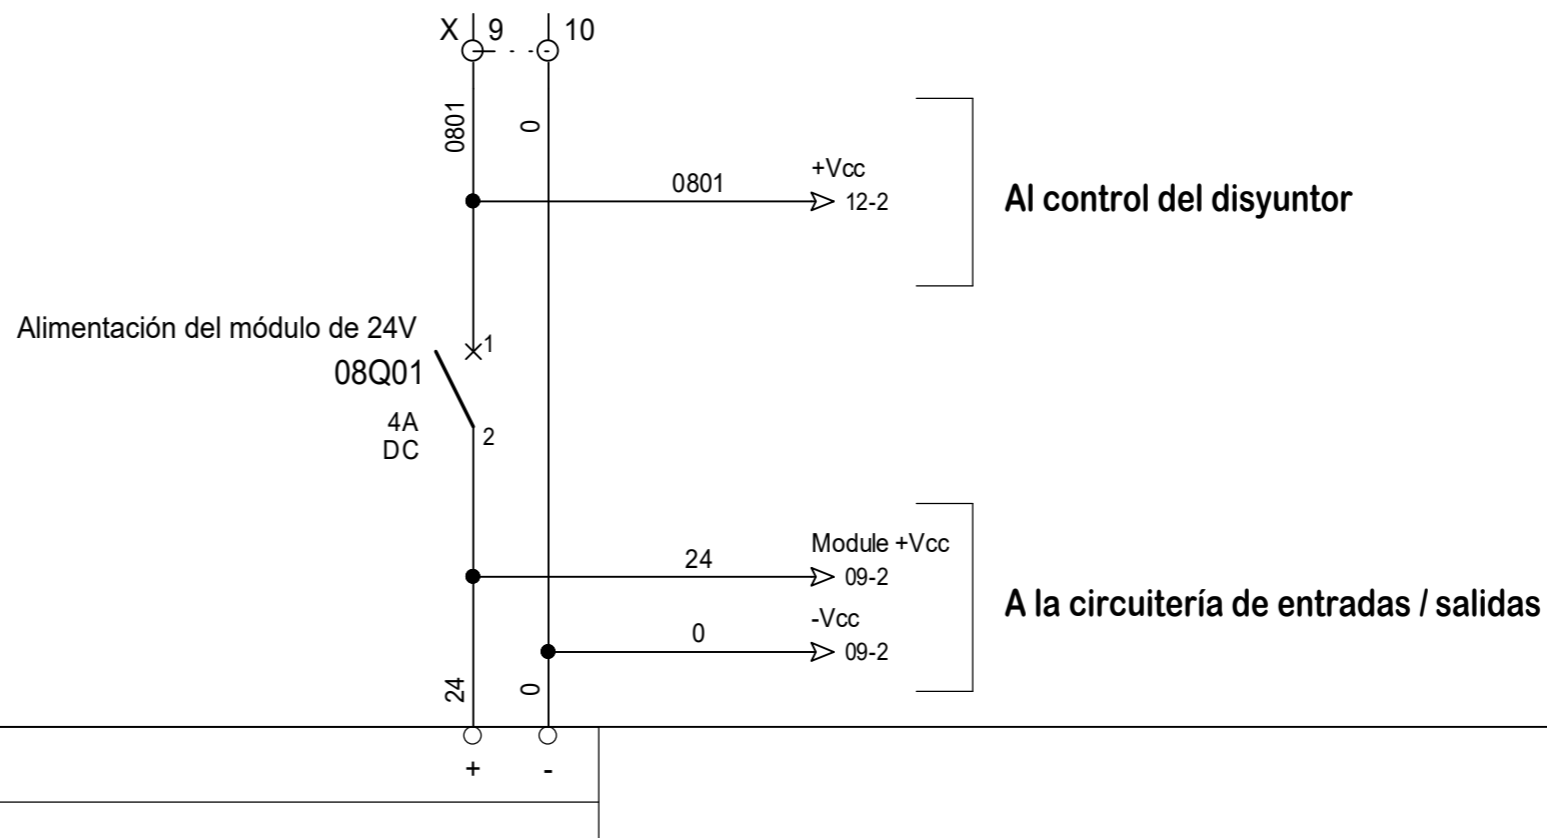 X 9 10
0801
0
+Vcc
0801
12-2
Al control del disyuntor
Alimentación del módulo de 24V
1
08Q01
4A
DC
2
Module +Vcc
24
09-2
-Vcc
0
09-2
A la circuitería de entradas / salidas
24
0
+ -